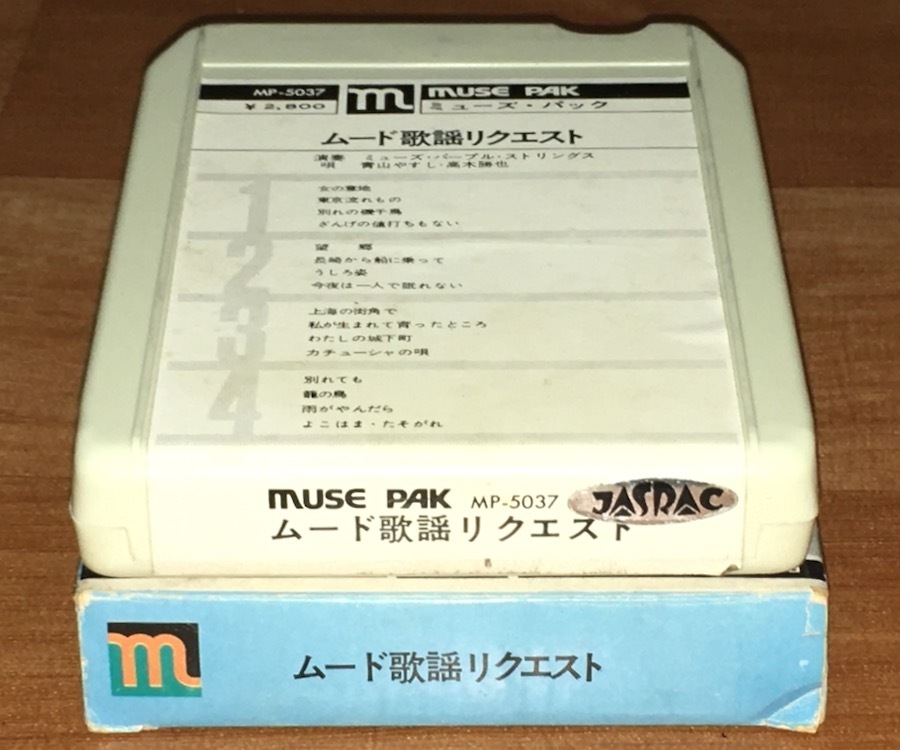 MP-5037
¥2,800
m
MUSE PAK
ミューズ・パック
ムード歌謡リクエスト
演奏 ミューズ・パープル・ストリングス
唄 青山やすし・高木勝也
1
女の意地
東京流れもの
別れの磯千鳥
ざんげの値打ちもない
2
望 郷
長崎から船に乗って
うしろ姿
今夜は一人で眠れない
3
上海の街角で
私が生まれて育ったところ
わたしの城下町
カチューシャの唄
4
別れても
籠の鳥
雨がやんだら
よこはま・たそがれ
MUSE PAK MP-5037 JASRAC
ムード歌謡リクエスト
m
ムード歌謡リクエスト